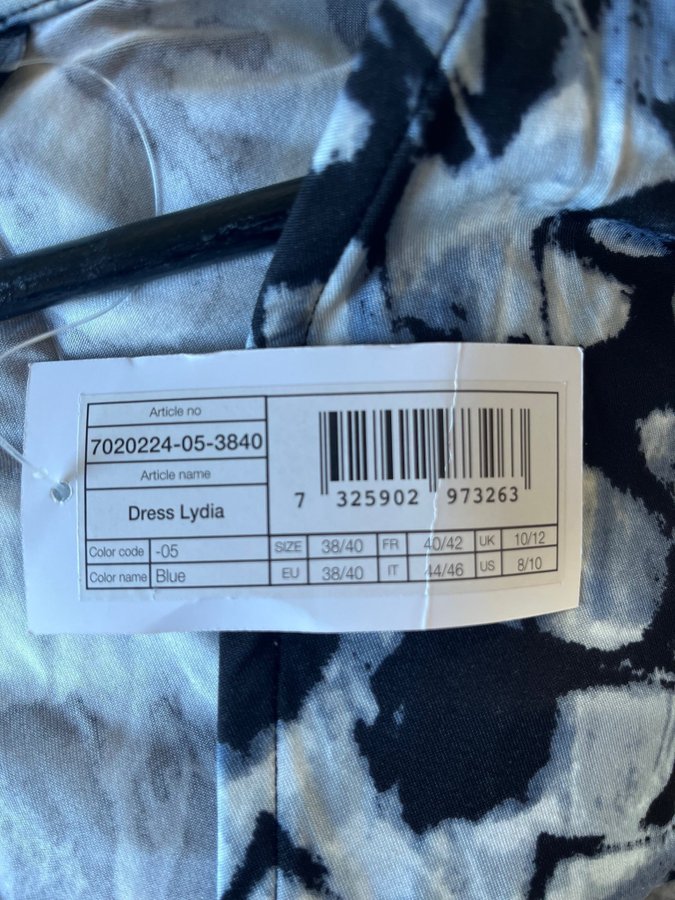 Article no
7020224-05-3840
Article name
Dress Lydia
Color code -05
Color name Blue
7 325902 973263
SIZE 38/40 FR 40/42 UK 10/12
EU 38/40 IT 44/46 US 8/10